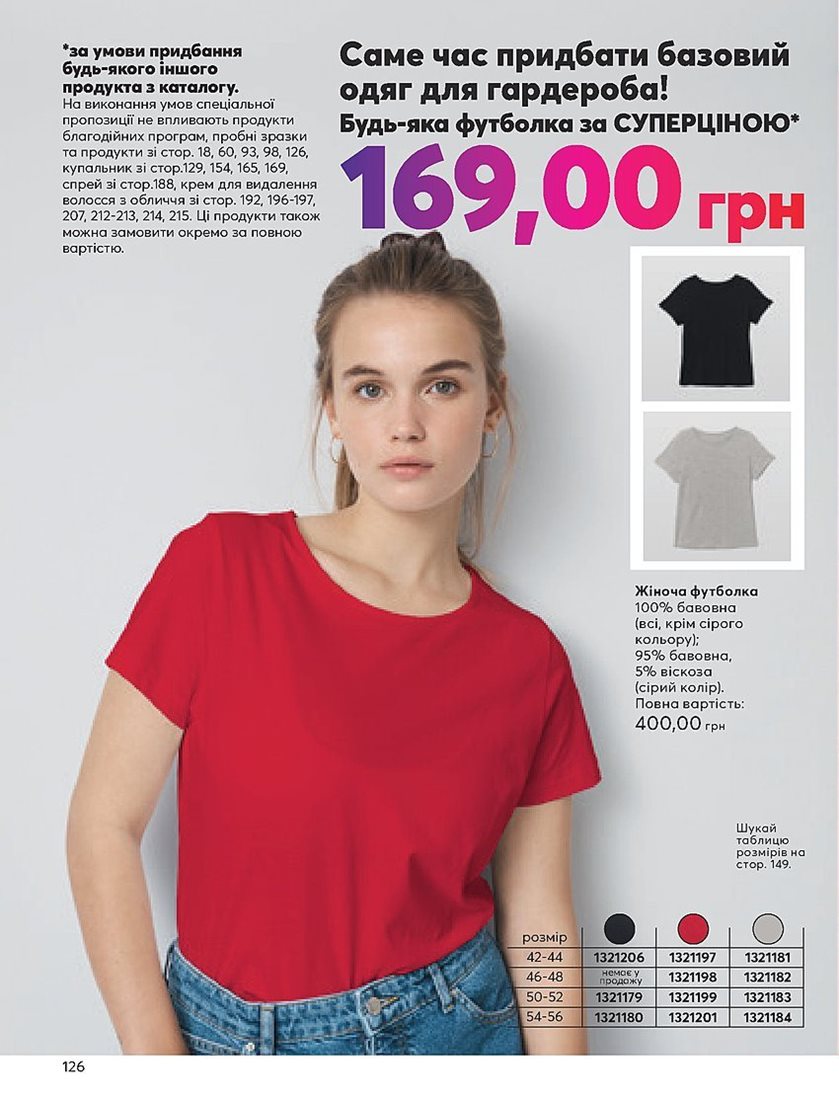 *за умови придбання
будь-якого іншого
продукта з каталогу.
На виконання умов спеціальної
пропозиції не впливають продукти
благодійних програм, пробні зразки
та продукти зі стор. 18, 60, 93, 98, 126,
купальник зі стор.129, 154, 165, 169,
спрей зі стор.188, крем для видалення
волосся з обличчя зі стор. 192, 196-197,
207, 212-213, 214, 215. Ці продукти також
можна замовити окремо за повною
вартістю.
Саме час придбати базовий
одяг для гардероба!
Будь-яка футболка за СУПЕРЦІНОЮ*
169,00 грн
Жіноча футболка
100% бавовна
(всі, крім сірого
кольору);
95% бавовна,
5% віскоза
(сірий колір).
Повна вартість:
400,00 грн
Шукай
таблицю
розмірів на
стор. 149.
розмір
42-44 1321206 1321197 1321181
46-48 немає у продажу 1321198 1321182
50-52 1321179 1321199 1321183
54-56 1321180 1321201 1321184
126